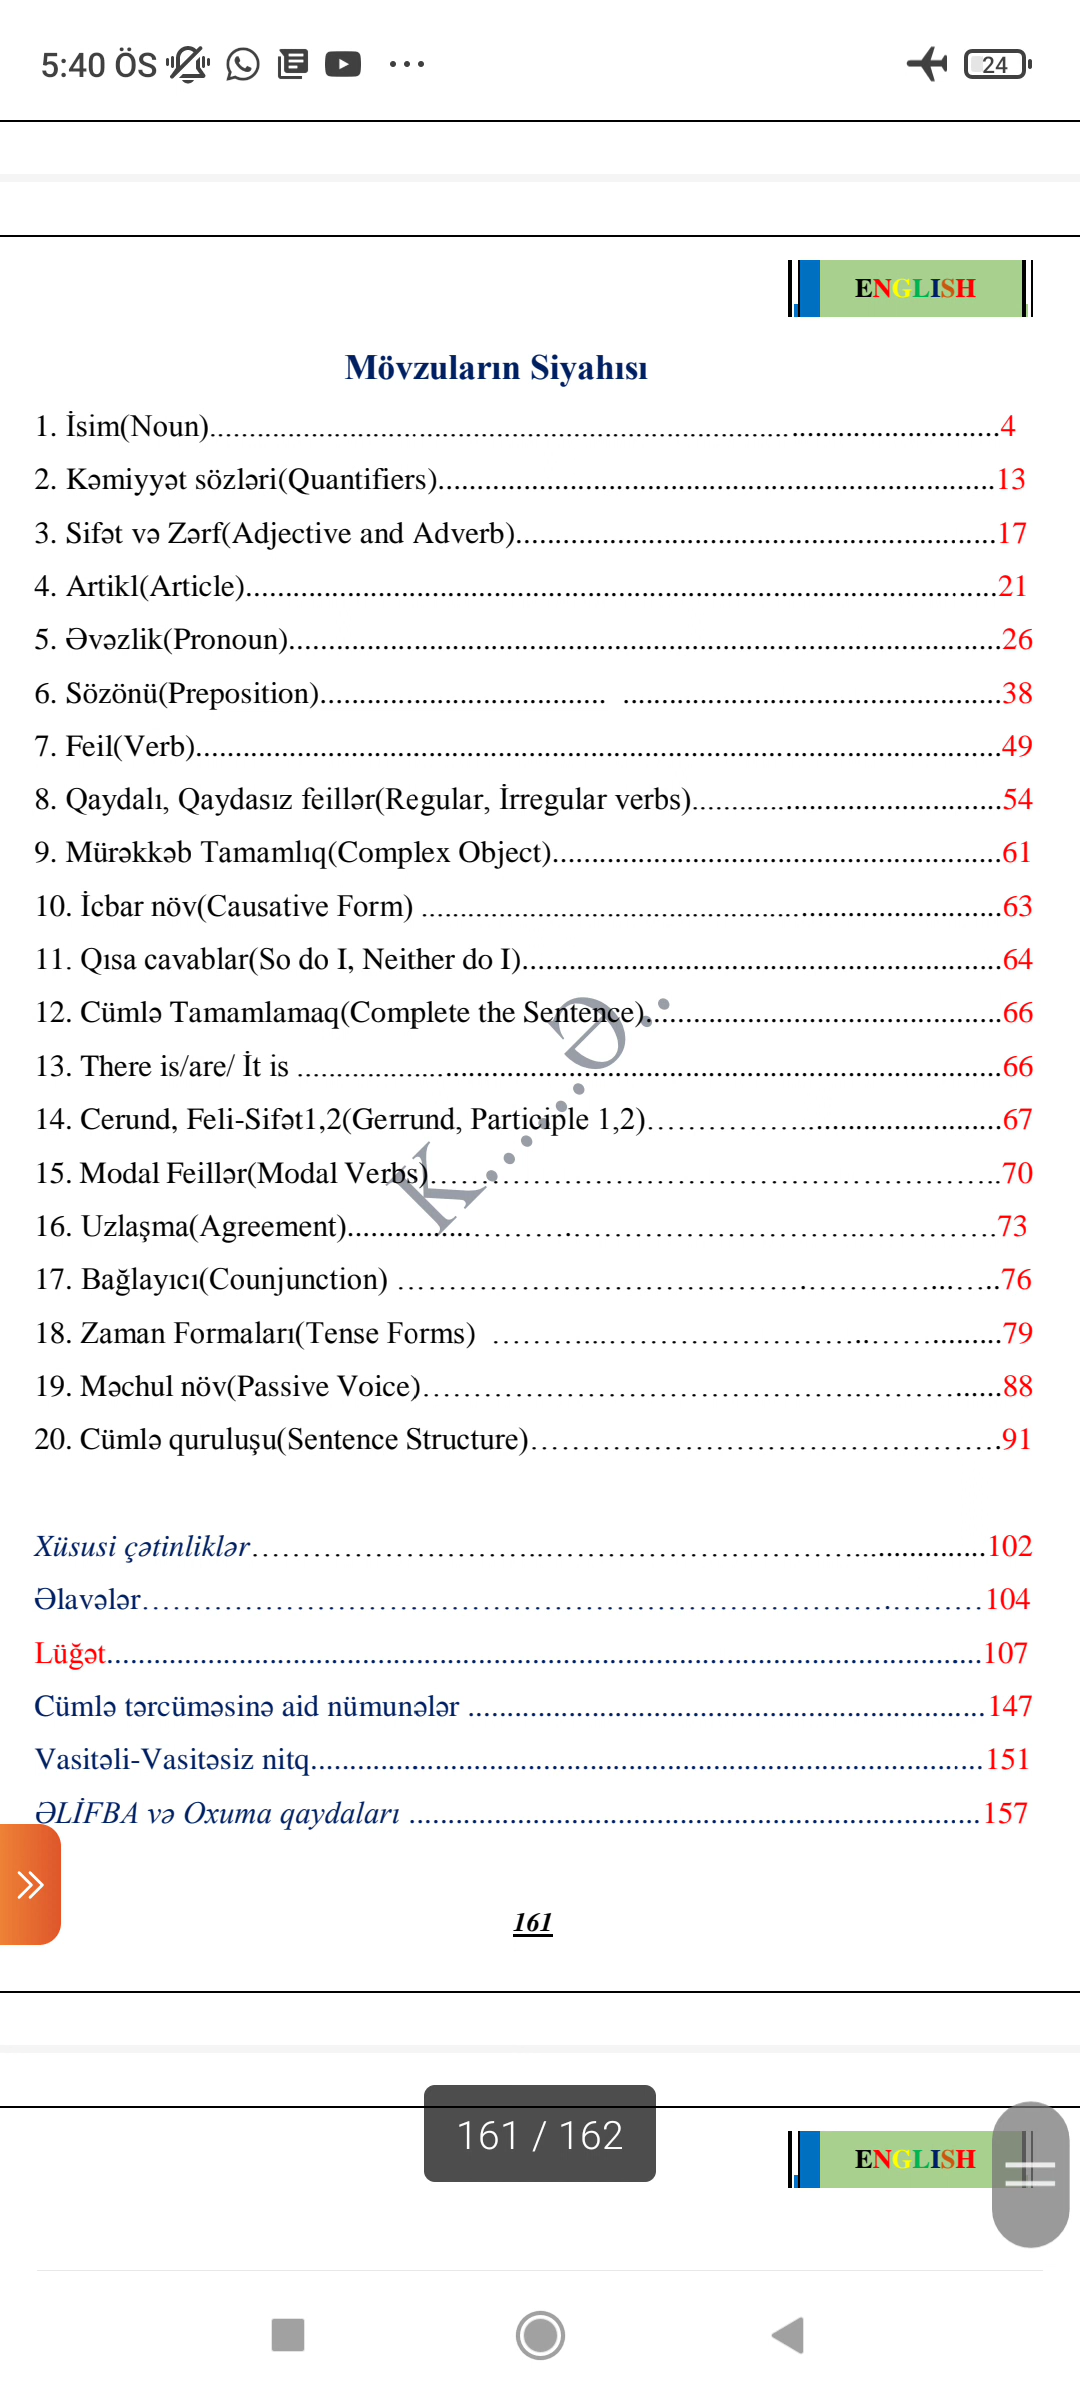 5:40 ÖS
24
ENGLISH
Mövzuların Siyahısı
1. İsim(Noun)....................................................................................................4
2. Kəmiyyət sözləri(Quantifiers)........................................................................13
3. Sifət və Zərf(Adjective and Adverb)..............................................................17
4. Artikl(Article).................................................................................................21
5. Əvəzlik(Pronoun)............................................................................................26
6. Sözönü(Preposition)..................................... .................................................38
7. Feil(Verb)........................................................................................................49
8. Qaydalı, Qaydasız feillər(Regular, İrregular verbs)........................................54
9. Mürəkkəb Tamamlıq(Complex Object)..........................................................61
10. İcbar növ(Causative Form) ...........................................................................63
11. Qısa cavablar(So do I, Neither do I)..............................................................64
12. Cümlə Tamamlamaq(Complete the Sentence)..............................................66
13. There is/are/ İt is ...........................................................................................66
14. Cerund, Feli-Sifət1,2(Gerrund, Participle 1,2)..............................................67
15. Modal Feillər(Modal Verbs)..........................................................................70
16. Uzlaşma(Agreement).....................................................................................73
17. Bağlayıcı(Counjunction) ...............................................................................76
18. Zaman Formaları(Tense Forms) ...................................................................79
19. Məchul növ(Passive Voice)...........................................................................88
20. Cümlə quruluşu(Sentence Structure).............................................................91
K......Ə..
Xüsusi çətinliklər...............................................................................................102
Əlavələr.............................................................................................................104
Lüğət..................................................................................................................107
Cümlə tərcüməsinə aid nümunələr ...................................................................147
Vasitəli-Vasitəsiz nitq.......................................................................................151
ƏLİFBA və Oxuma qaydaları ..........................................................................157
161
161 / 162
ENGLISH